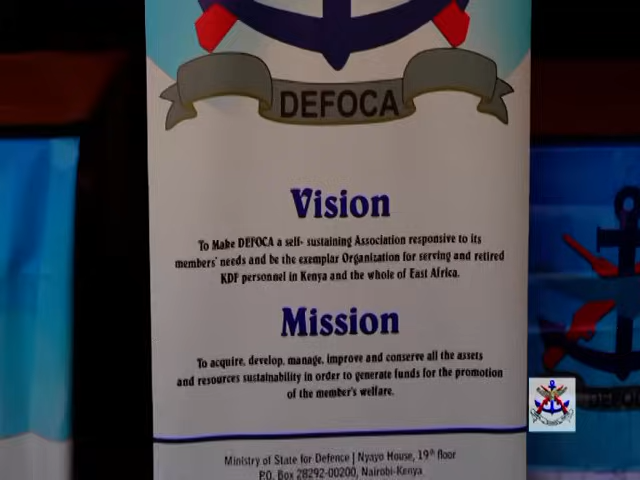 DEFOCA
Vision
To Make DEFOCA a self- sustaining Association responsive to its
members' needs and be the exemplar Organization for serving and retired
KDF personnel in Kenya and the whole of East Africa.
Mission
To acquire, develop, manage, improve and conserve all the assets
and resources sustainability in order to generate funds for the promotion
of the member's welfare.
Ministry of State for Defence | Nyayo House, 19th floor
P.O. Box 28292-00200, Nairobi-Kenya